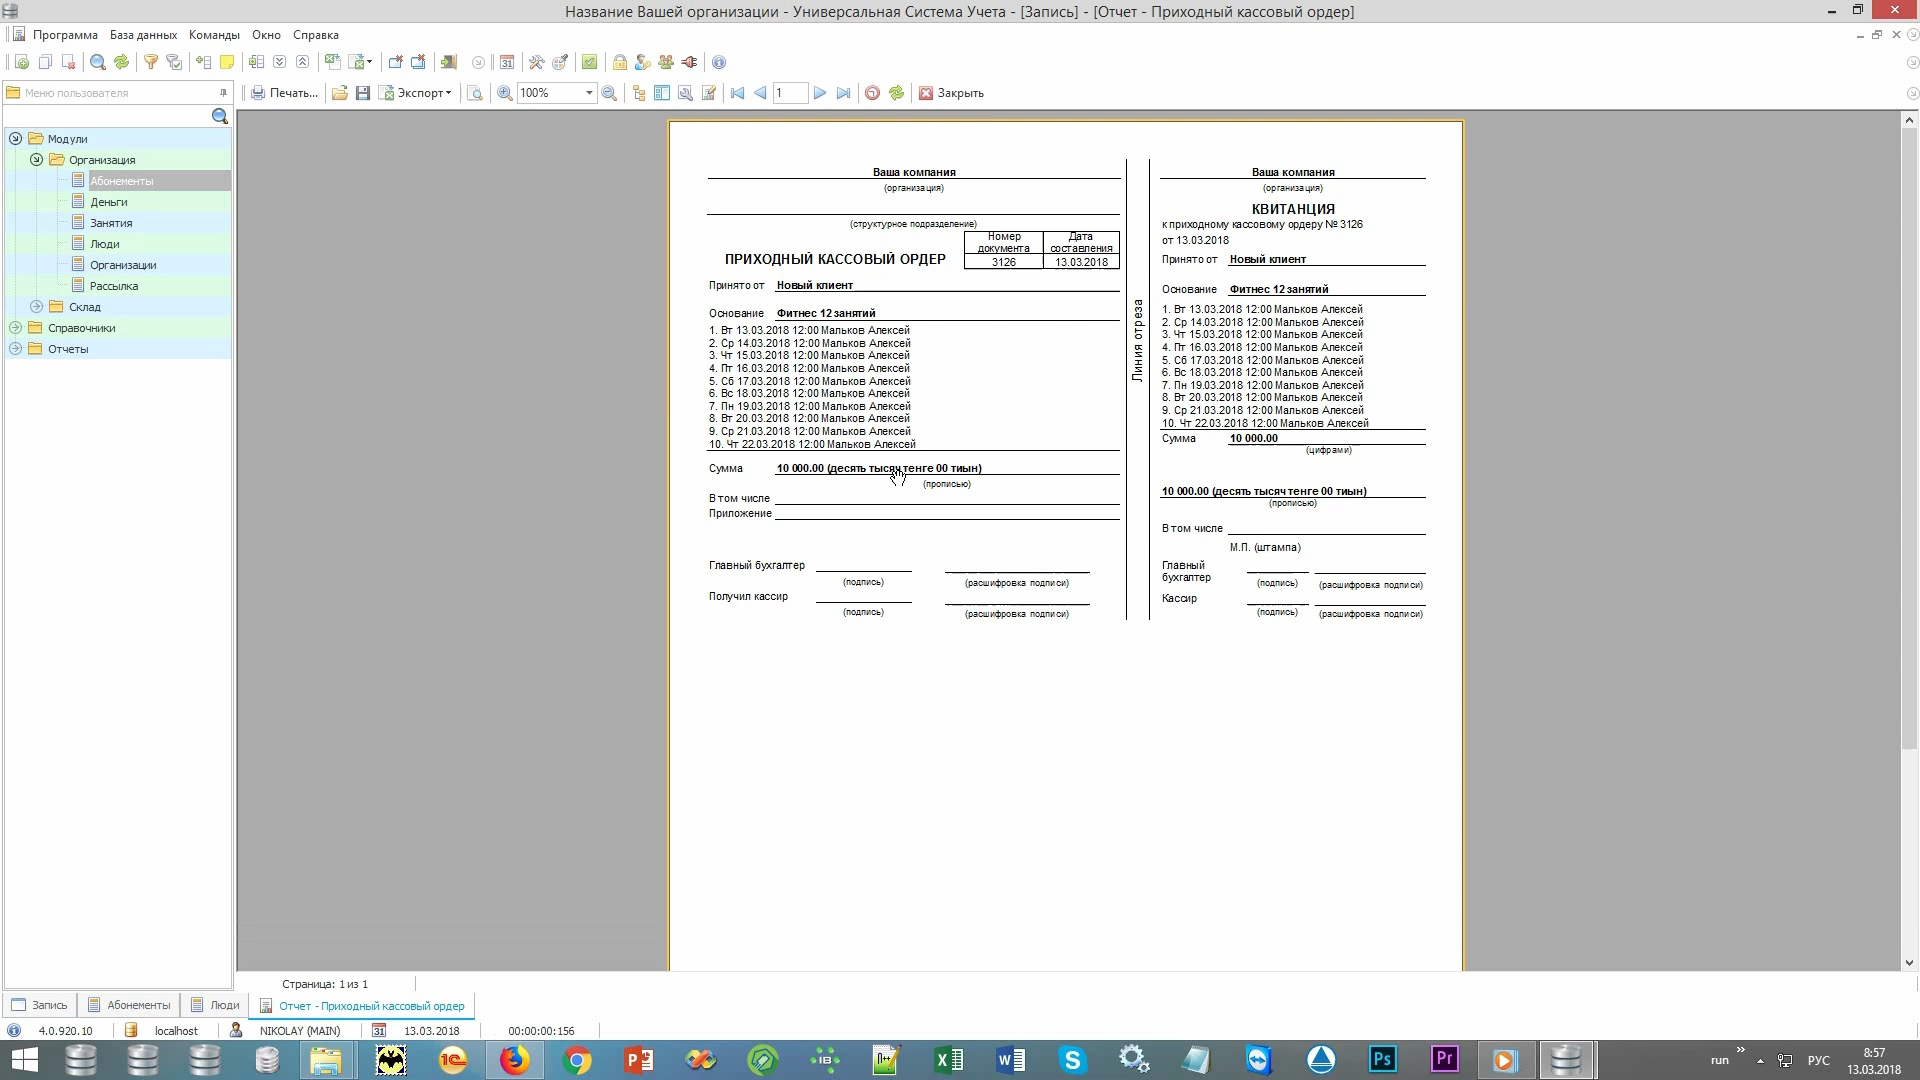 Название Вашей организации - Универсальная Система Учета - [Запись] - [Отчет - Приходный кассовый ордер]
Программа База данных Команды Окно Справка
Меню пользователя
Печать... Экспорт 100% 1 Закрыть
Модули
Организация
Абонементы
Деньги
Занятия
Люди
Организации
Рассылка
Склад
Справочники
Отчеты
Ваша компания
(организация)
(структурное подразделение)
Номер документа
Дата составления
ПРИХОДНЫЙ КАССОВЫЙ ОРДЕР
3126
13.03.2018
Принято от Новый клиент
Основание Фитнес 12 занятий
1. Вт 13.03.2018 12:00 Мальков Алексей
2. Ср 14.03.2018 12:00 Мальков Алексей
3. Чт 15.03.2018 12:00 Мальков Алексей
4. Пт 16.03.2018 12:00 Мальков Алексей
5. Сб 17.03.2018 12:00 Мальков Алексей
6. Вс 18.03.2018 12:00 Мальков Алексей
7. Пн 19.03.2018 12:00 Мальков Алексей
8. Вт 20.03.2018 12:00 Мальков Алексей
9. Ср 21.03.2018 12:00 Мальков Алексей
10. Чт 22.03.2018 12:00 Мальков Алексей
Сумма 10 000.00 (десять тысяч тенге 00 тиын)
(прописью)
В том числе
Приложение
Главный бухгалтер
(подпись) (расшифровка подписи)
Получил кассир
(подпись) (расшифровка подписи)
Линия отреза
Ваша компания
(организация)
КВИТАНЦИЯ
к приходному кассовому ордеру № 3126
от 13.03.2018
Принято от Новый клиент
Основание Фитнес 12 занятий
1. Вт 13.03.2018 12:00 Мальков Алексей
2. Ср 14.03.2018 12:00 Мальков Алексей
3. Чт 15.03.2018 12:00 Мальков Алексей
4. Пт 16.03.2018 12:00 Мальков Алексей
5. Сб 17.03.2018 12:00 Мальков Алексей
6. Вс 18.03.2018 12:00 Мальков Алексей
7. Пн 19.03.2018 12:00 Мальков Алексей
8. Вт 20.03.2018 12:00 Мальков Алексей
9. Ср 21.03.2018 12:00 Мальков Алексей
10. Чт 22.03.2018 12:00 Мальков Алексей
Сумма 10 000.00
(цифрами)
10 000.00 (десять тысяч тенге 00 тиын)
(прописью)
В том числе
М.П. (штампа)
Главный
бухгалтер
(подпись) (расшифровка подписи)
Кассир
(подпись) (расшифровка подписи)
Страница: 1 из 1
Запись Абонементы Люди Отчет - Приходный кассовый ордер
4.0.920.10 localhost NIKOLAY (MAIN) 31 13.03.2018 00:00:00:156
run РУС 8:57
13.03.2018